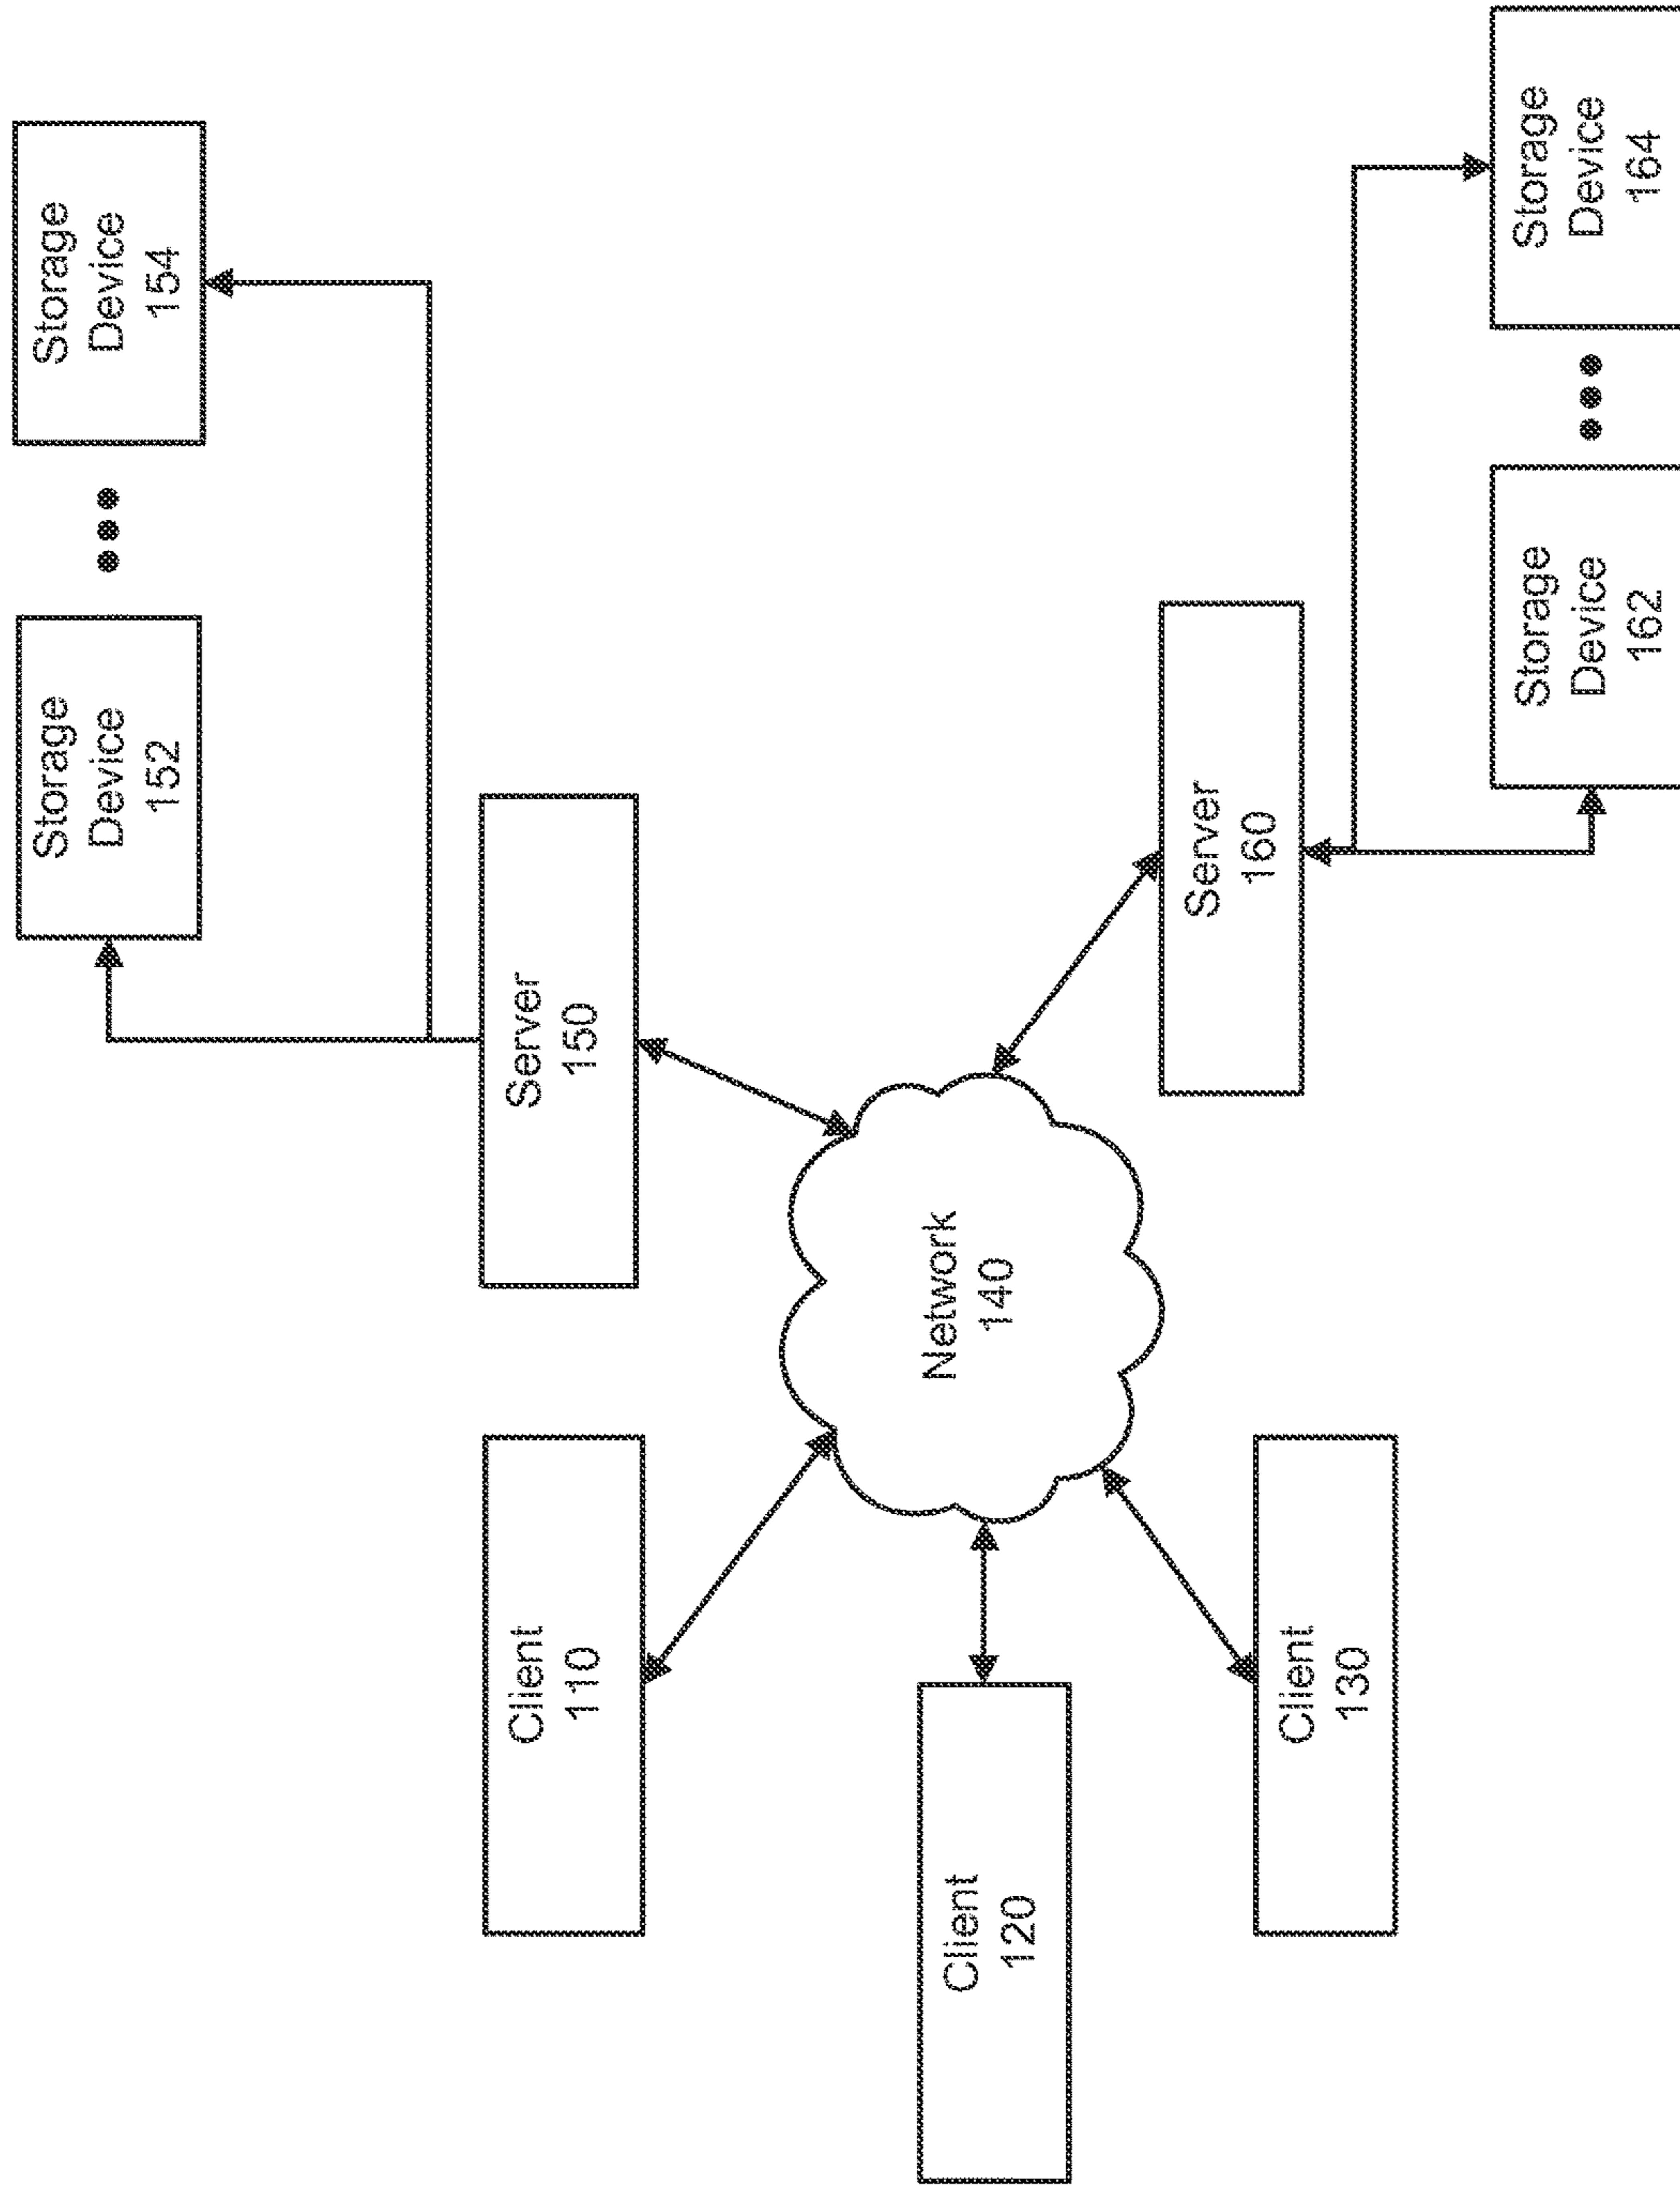 Client
110
Client
120
Client
130
Network
140
Server
150
Server
160
Storage
Device
152
Storage
Device
154
Storage
Device
162
Storage
Device
164